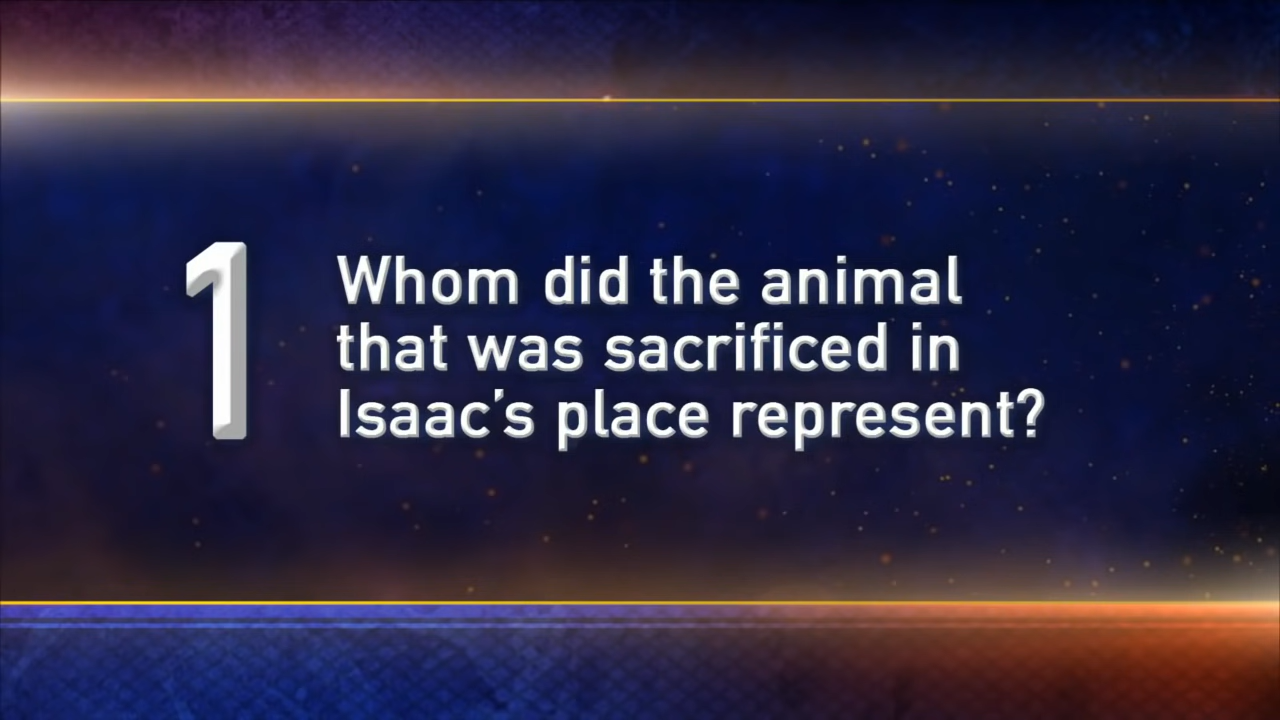 1
Whom did the animal
that was sacrificed in
Isaac’s place represent?